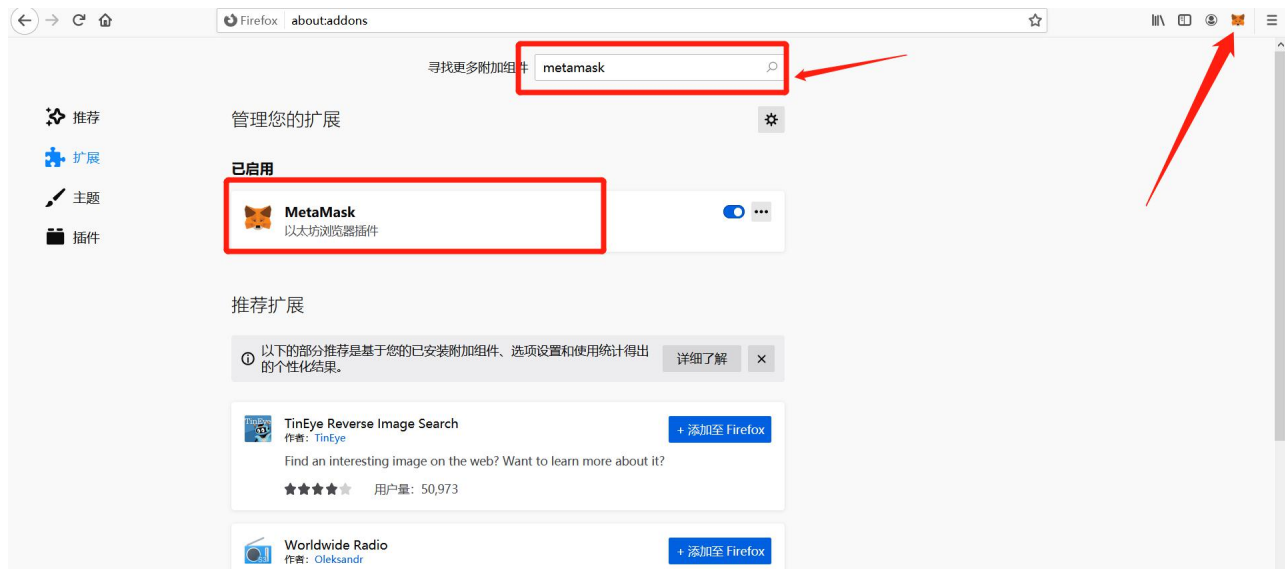 Firefox about:addons
寻找更多附加组件 metamask
推荐
扩展
主题
插件
管理您的扩展
已启用
MetaMask
以太坊浏览器插件
推荐扩展
以下的部分推荐是基于您的已安装附加组件、选项设置和使用统计得出
的个性化结果。
详细了解
TinEye Reverse Image Search
作者：TinEye
+ 添加至 Firefox
Find an interesting image on the web? Want to learn more about it?
用户量：50,973
Worldwide Radio
作者：Oleksandr
+ 添加至 Firefox